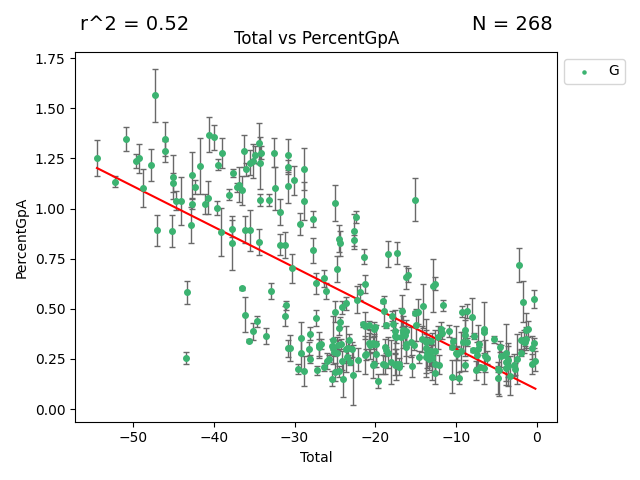 r^2 = 0.52 N = 268
Total vs PercentGpA
G
1.75
1.50
1.25
1.00
0.75
0.50
0.25
0.00
PercentGpA
−50 −40 −30 −20 −10 0
Total